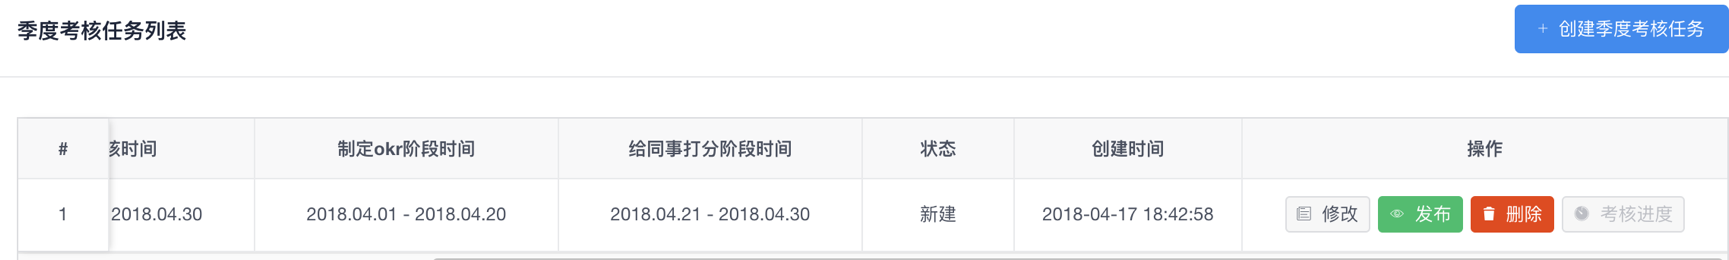 季度考核任务列表
+ 创建季度考核任务
# 核时间 制定okr阶段时间 给同事打分阶段时间 状态 创建时间 操作
1 2018.04.30 2018.04.01 - 2018.04.20 2018.04.21 - 2018.04.30 新建 2018-04-17 18:42:58 修改 发布 删除 考核进度